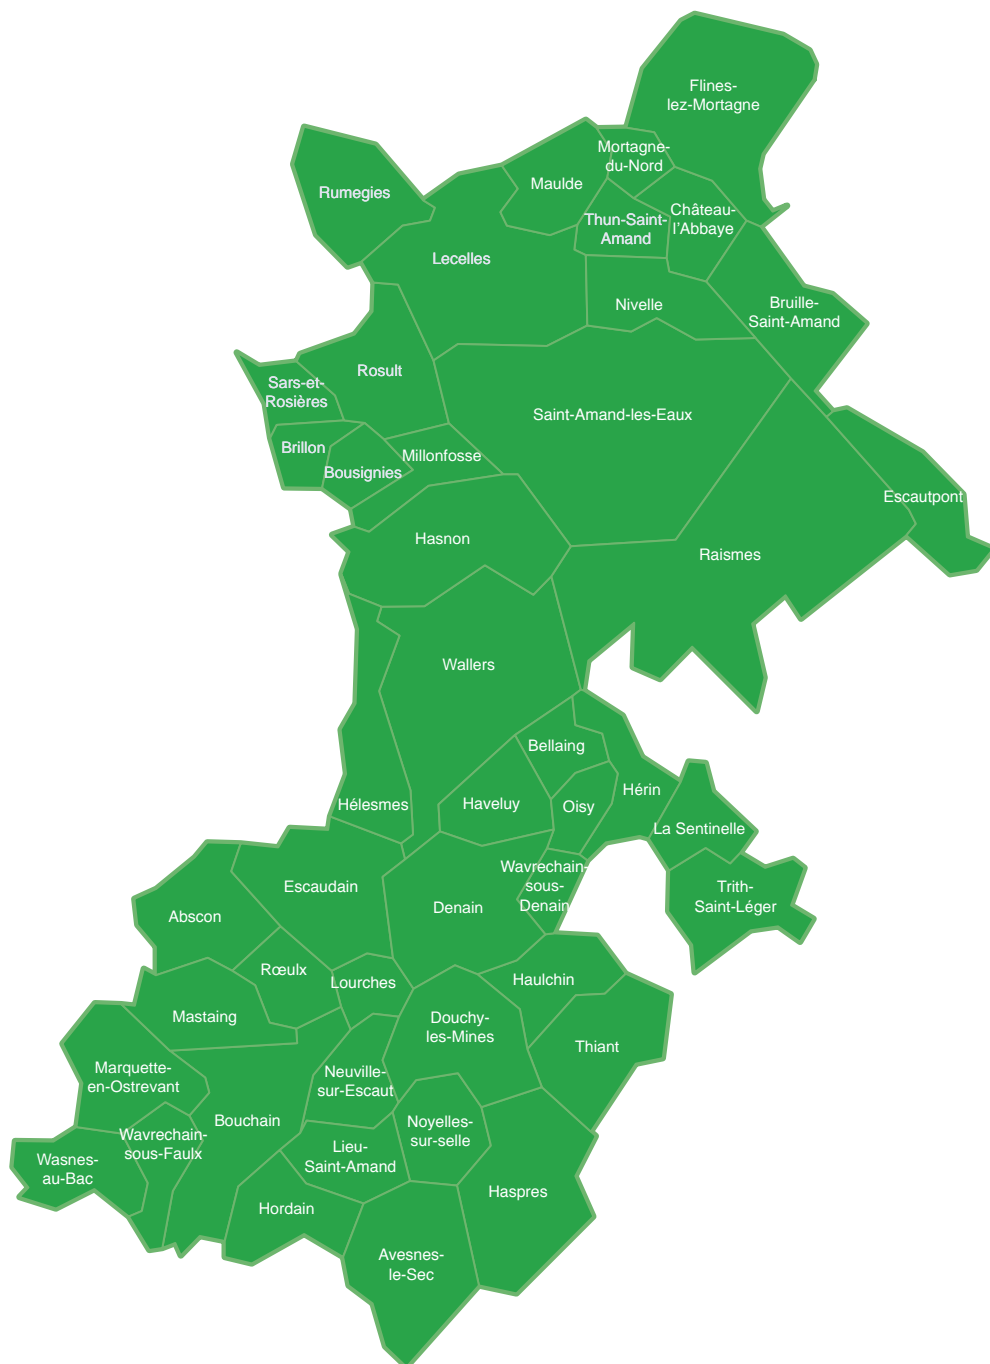 Flines-
lez-Mortagne
Mortagne-
du-Nord
Maulde
Rumegies
Château-
l'Abbaye
Thun-Saint-
Amand
Lecelles
Nivelle
Bruille-
Saint-Amand
Rosult
Sars-et-
Rosières
Saint-Amand-les-Eaux
Brillon
Millonfosse
Bousignies
Escautpont
Hasnon
Raismes
Wallers
Bellaing
Hérin
Hélesmes
Haveluy
Oisy
La Sentinelle
Wavrechain-
sous-
Denain
Escaudain
Trith-
Saint-Léger
Denain
Abscon
Rœulx
Lourches
Haulchin
Mastaing
Douchy-
les-Mines
Thiant
Marquette-
en-Ostrevant
Neuville-
sur-Escaut
Bouchain
Noyelles-
sur-selle
Wavrechain-
sous-Faulx
Lieu-
Saint-Amand
Wasnes-
au-Bac
Haspres
Hordain
Avesnes-
le-Sec